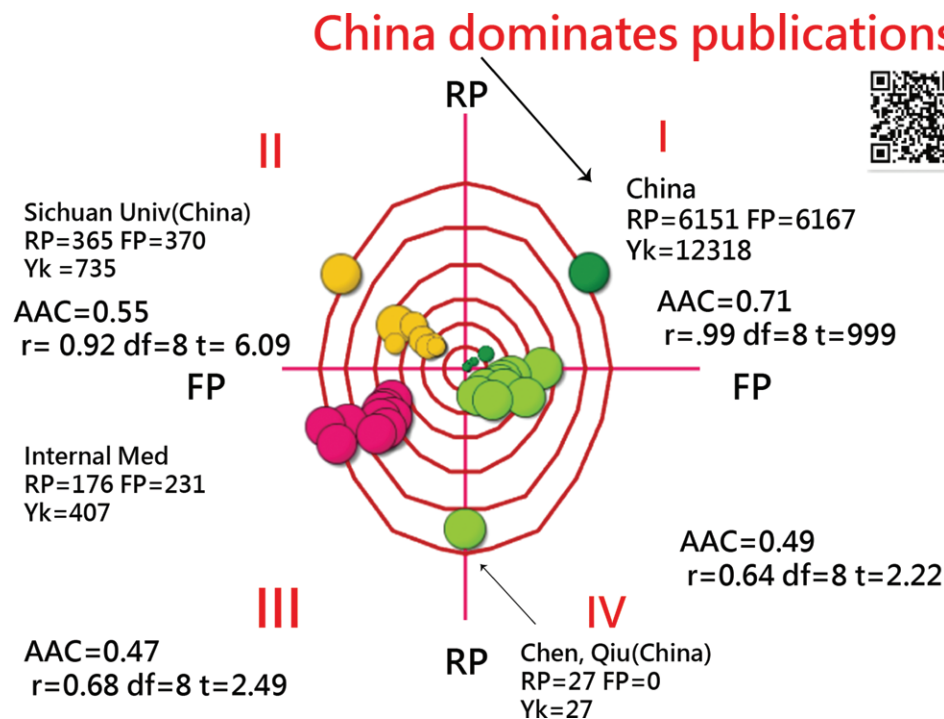 China dominates publications
RP
I
II
China
RP=6151 FP=6167
Yk=12318
Sichuan Univ(China)
RP=365 FP=370
Yk =735
AAC=0.55
r= 0.92 df=8 t= 6.09
AAC=0.71
r=.99 df=8 t=999
FP
FP
Internal Med
RP=176 FP=231
Yk=407
AAC=0.49
r=0.64 df=8 t=2.22
III
IV
AAC=0.47
r=0.68 df=8 t=2.49
RP
Chen, Qiu(China)
RP=27 FP=0
Yk=27